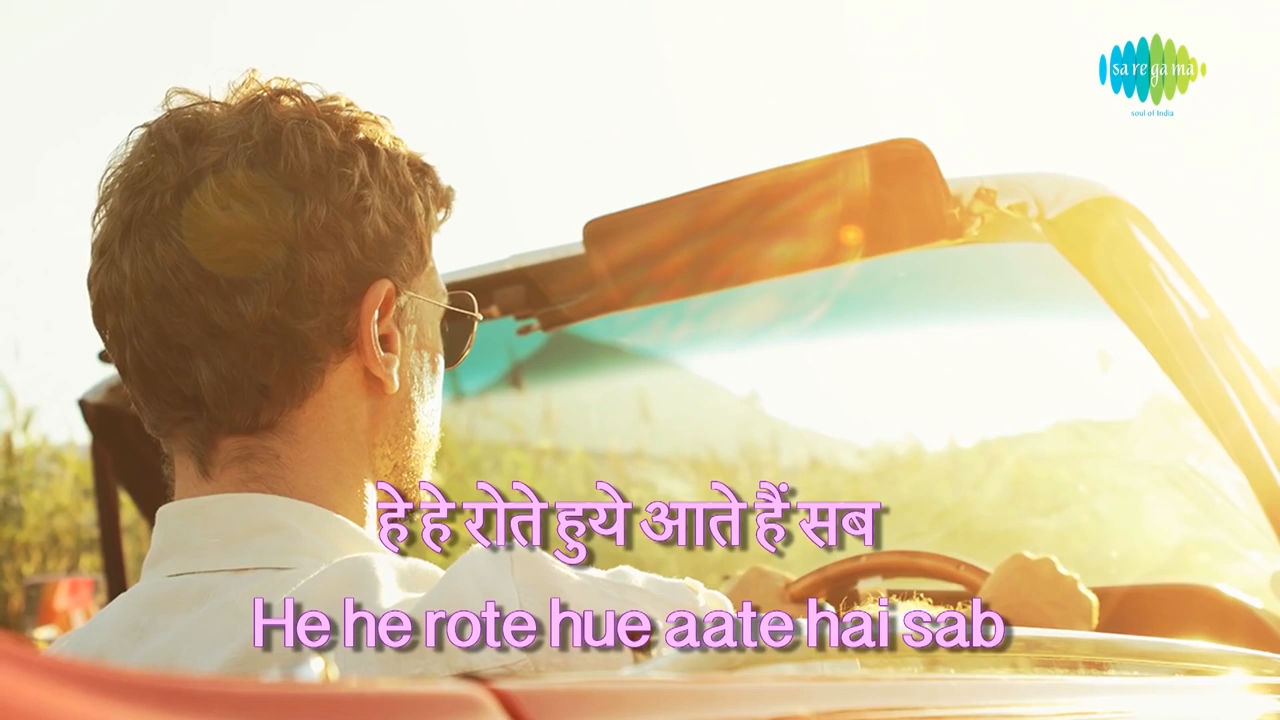 sa re ga ma
soul of India
हे हे रोते हुये आते हैं सब
He he rote hue aate hai sab